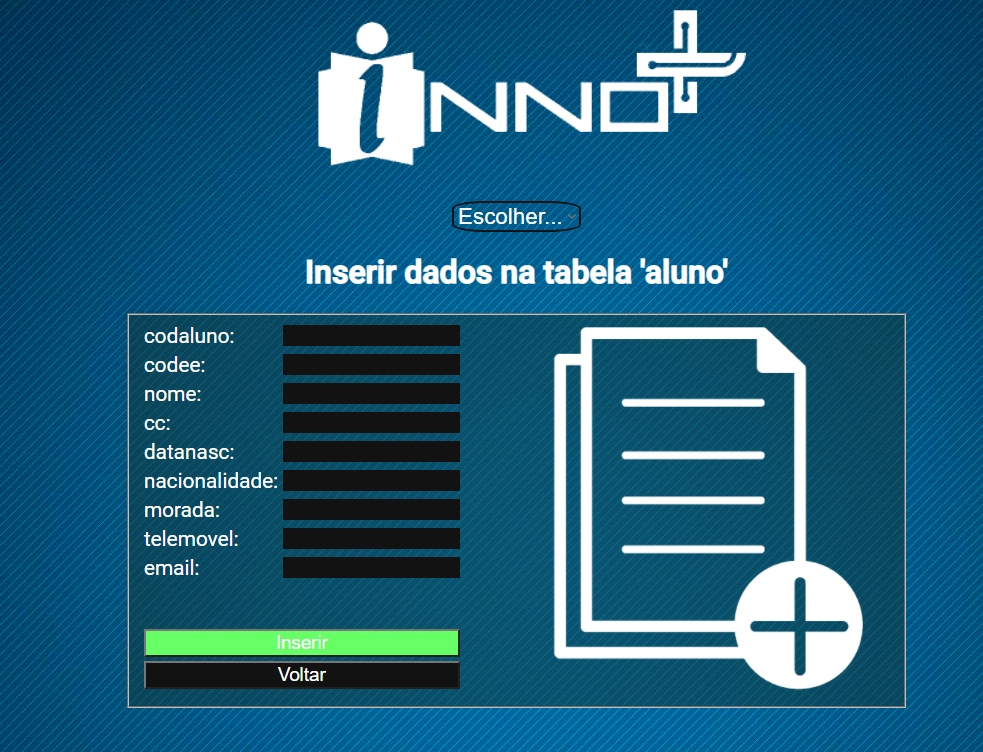 iNNO+
Escolher...
Inserir dados na tabela 'aluno'
codaluno:
codee:
nome:
cc:
datanasc:
nacionalidade:
morada:
telemovel:
email:
Inserir
Voltar